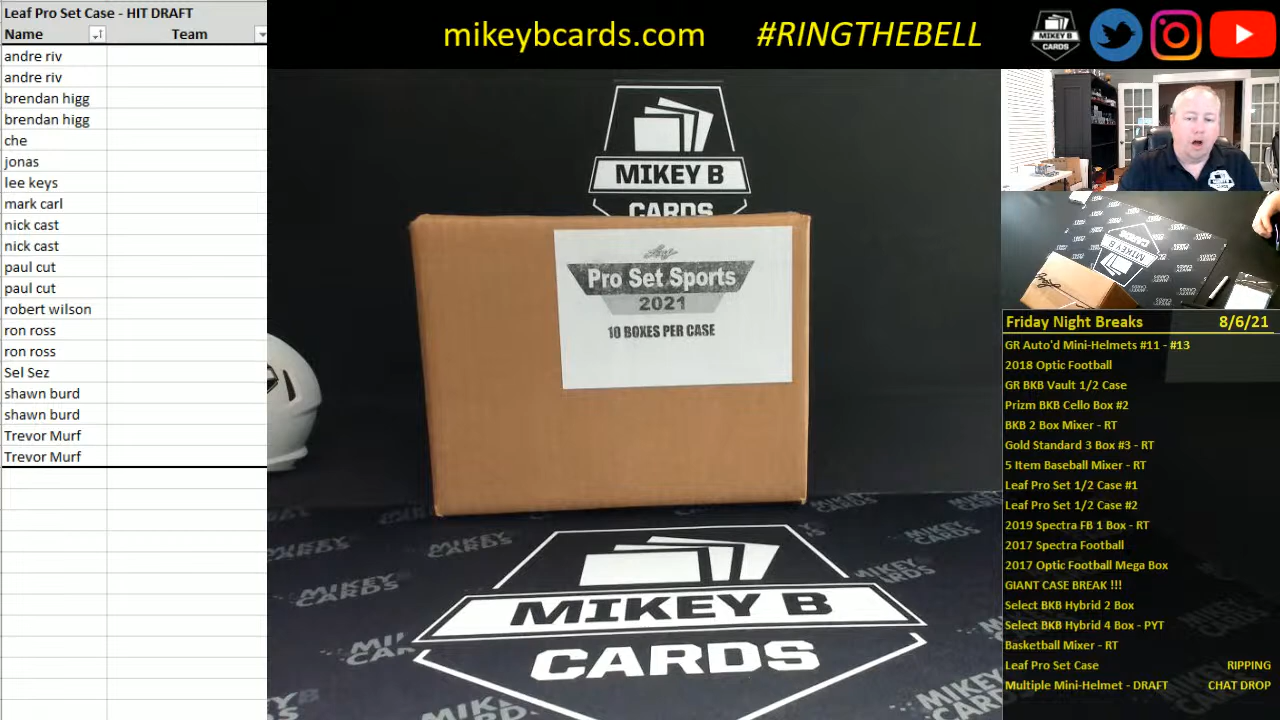 Leaf Pro Set Case - HIT DRAFT
Name Team
andre riv
andre riv
brendan higg
brendan higg
che
jonas
lee keys
mark carl
nick cast
nick cast
paul cut
paul cut
robert wilson
ron ross
ron ross
Sel Sez
shawn burd
shawn burd
Trevor Murf
Trevor Murf
mikeybcards.com #RINGTHEBELL
MIKEY B
CARDS
MIKEY B
CARDS
Leaf
Pro Set Sports
2021
10 BOXES PER CASE
MIKEY B
CARDS
Friday Night Breaks 8/6/21
GR Auto'd Mini-Helmets #11 - #13
2018 Optic Football
GR BKB Vault 1/2 Case
Prizm BKB Cello Box #2
BKB 2 Box Mixer - RT
Gold Standard 3 Box #3 - RT
5 Item Baseball Mixer - RT
Leaf Pro Set 1/2 Case #1
Leaf Pro Set 1/2 Case #2
2019 Spectra FB 1 Box - RT
2017 Spectra Football
2017 Optic Football Mega Box
GIANT CASE BREAK !!!
Select BKB Hybrid 2 Box
Select BKB Hybrid 4 Box - PYT
Basketball Mixer - RT
Leaf Pro Set Case RIPPING
Multiple Mini-Helmet - DRAFT CHAT DROP